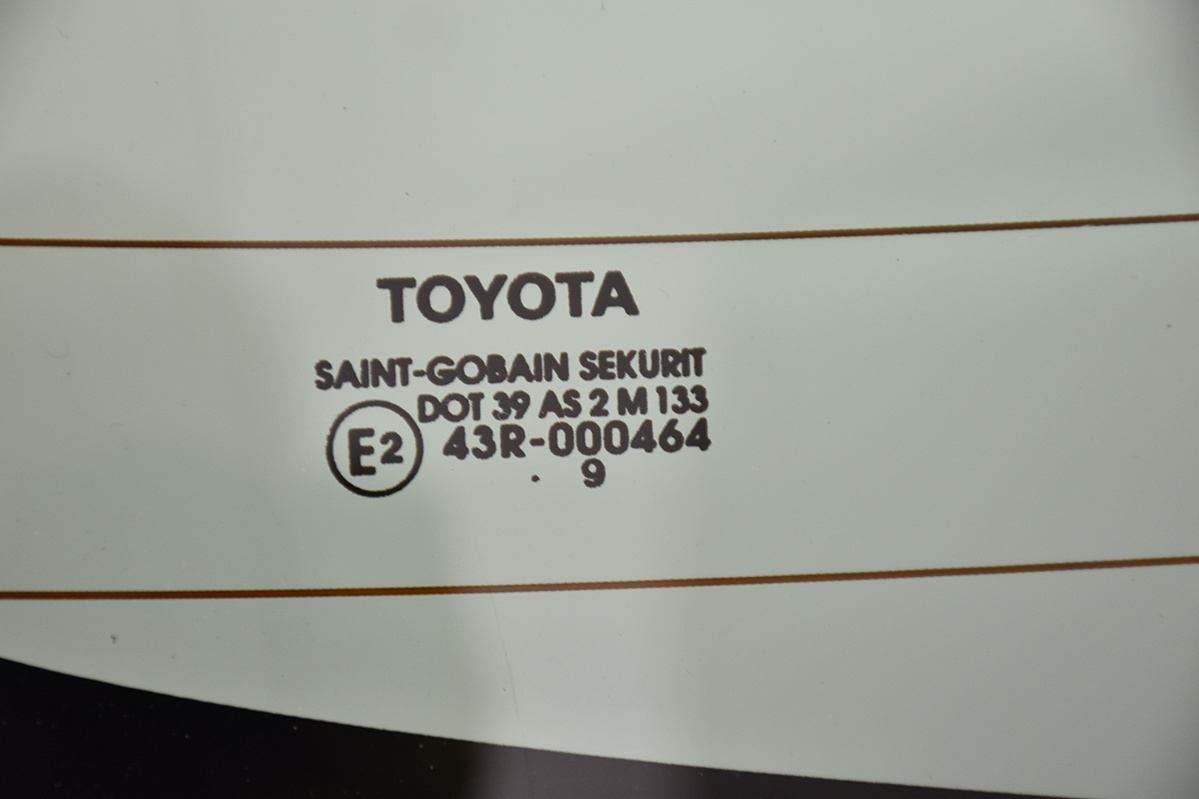 TOYOTA
SAINT-GOBAIN SEKURIT
DOT 39 AS 2 M 133
E2 43R-000464
. 9